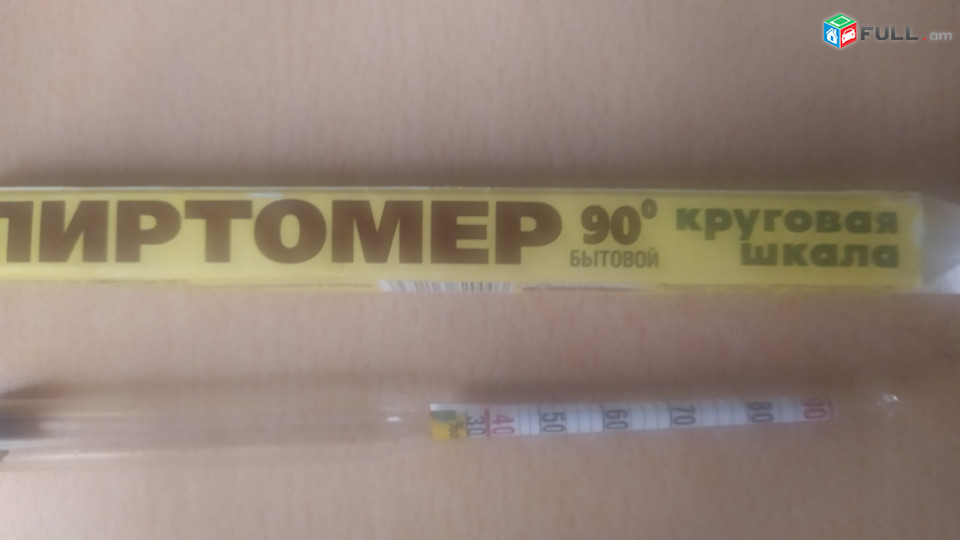 FULL.am
ПИРТОМЕР 90° круговая
БЫТОВОЙ шкала
30 40 50 60 70 80 90